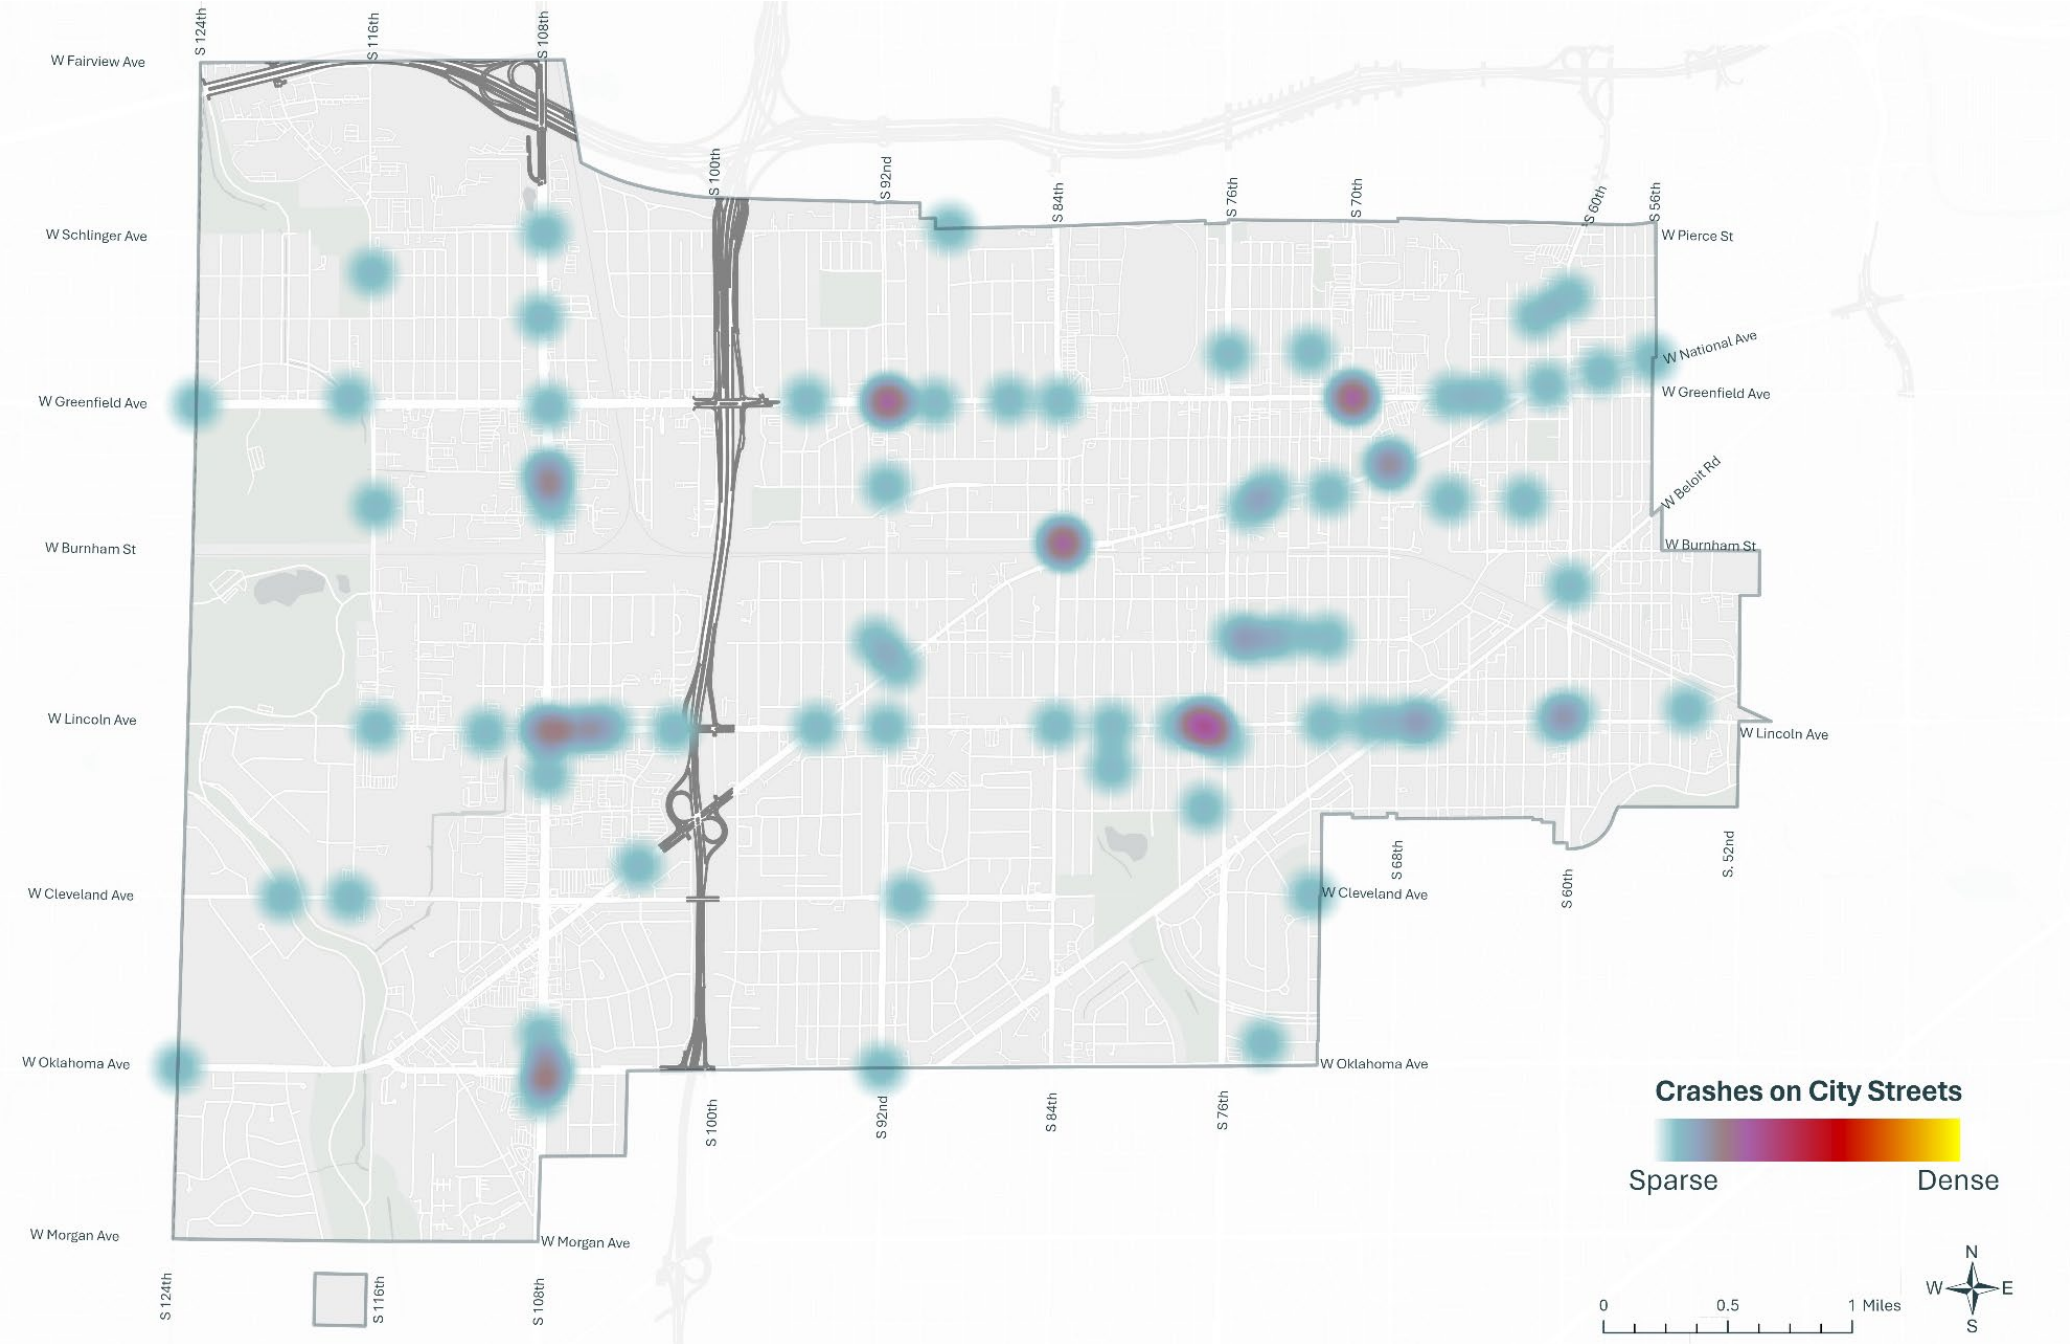 S 124th
S 116th
S 108th
W Fairview Ave
S 100th
S 92nd
S 84th
S 76th
S 70th
S 60th
S 56th
W Schlinger Ave
W Pierce St
W National Ave
W Greenfield Ave
W Greenfield Ave
W Beloit Rd
W Burnham St
W Burnham St
W Lincoln Ave
W Lincoln Ave
S 68th
S. 52nd
S 60th
W Cleveland Ave
W Cleveland Ave
W Oklahoma Ave
W Oklahoma Ave
S 100th
S 92nd
S 84th
S 76th
Crashes on City Streets
Sparse
Dense
W Morgan Ave
W Morgan Ave
S 124th
S 116th
S 108th
N
W
E
S
0
0.5
1 Miles